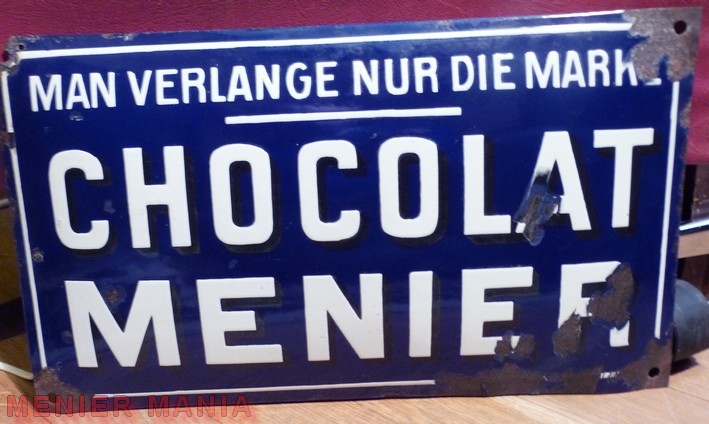 MAN VERLANGE NUR DIE MARKE
CHOCOLAT
MENIER
MENIER MANIA